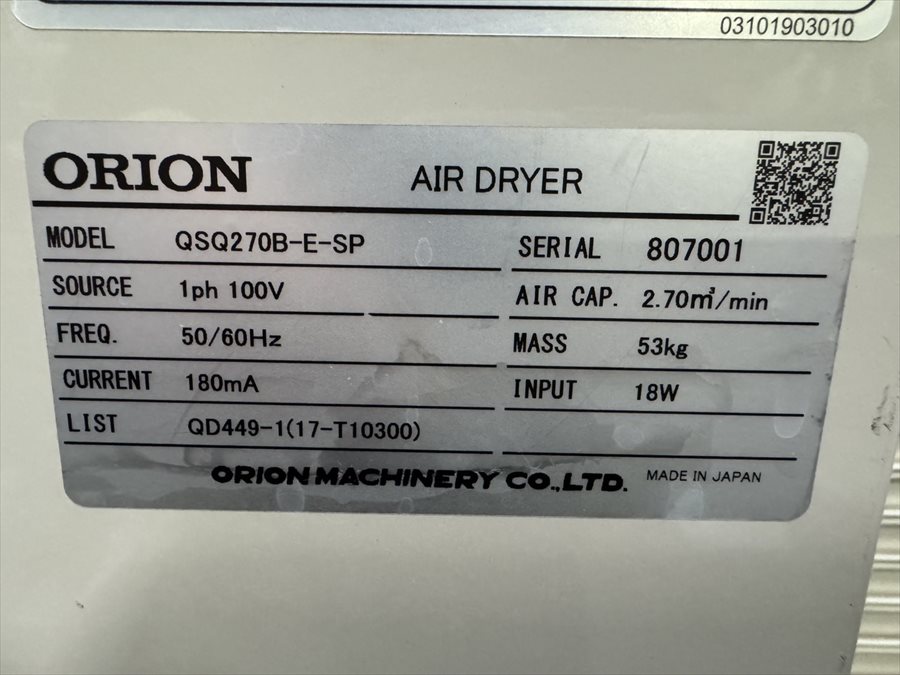 03101903010
ORION AIR DRYER
MODEL QSQ270B-E-SP SERIAL 807001
SOURCE 1ph 100V AIR CAP. 2.70m³/min
FREQ. 50/60Hz MASS 53kg
CURRENT 180mA INPUT 18W
LIST QD449-1(17-T10300)
ORION MACHINERY CO.,LTD. MADE IN JAPAN